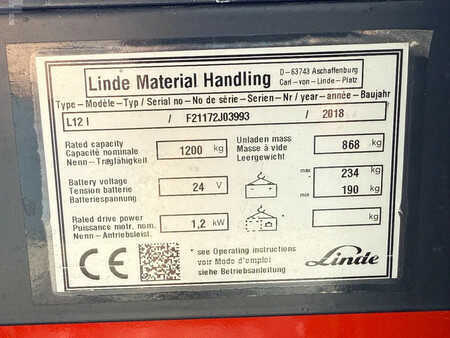 Linde Material Handling
D-63743 Aschaffenburg
Carl-von-Linde-Platz
Type-Modèle-Typ / Serial no-No de série-Serien-Nr / year-année-Baujahr
L12 I / F21172J03993 / 2018
Rated capacity
Capacité nominale
Nenn-Tragfähigkeit
1200 kg
Unladen mass
Masse à vide
Leergewicht
868 kg
Battery voltage
Tension batterie
Batteriespannung
24 V
max 234 kg
min 190
Rated drive power
Puissance motr. nom.
Nenn-Antriebsleist.
1,2 kW
kg
CE
* see Operating instructions
voir Mode d'emploi
siehe Betriebsanleitung
Linde